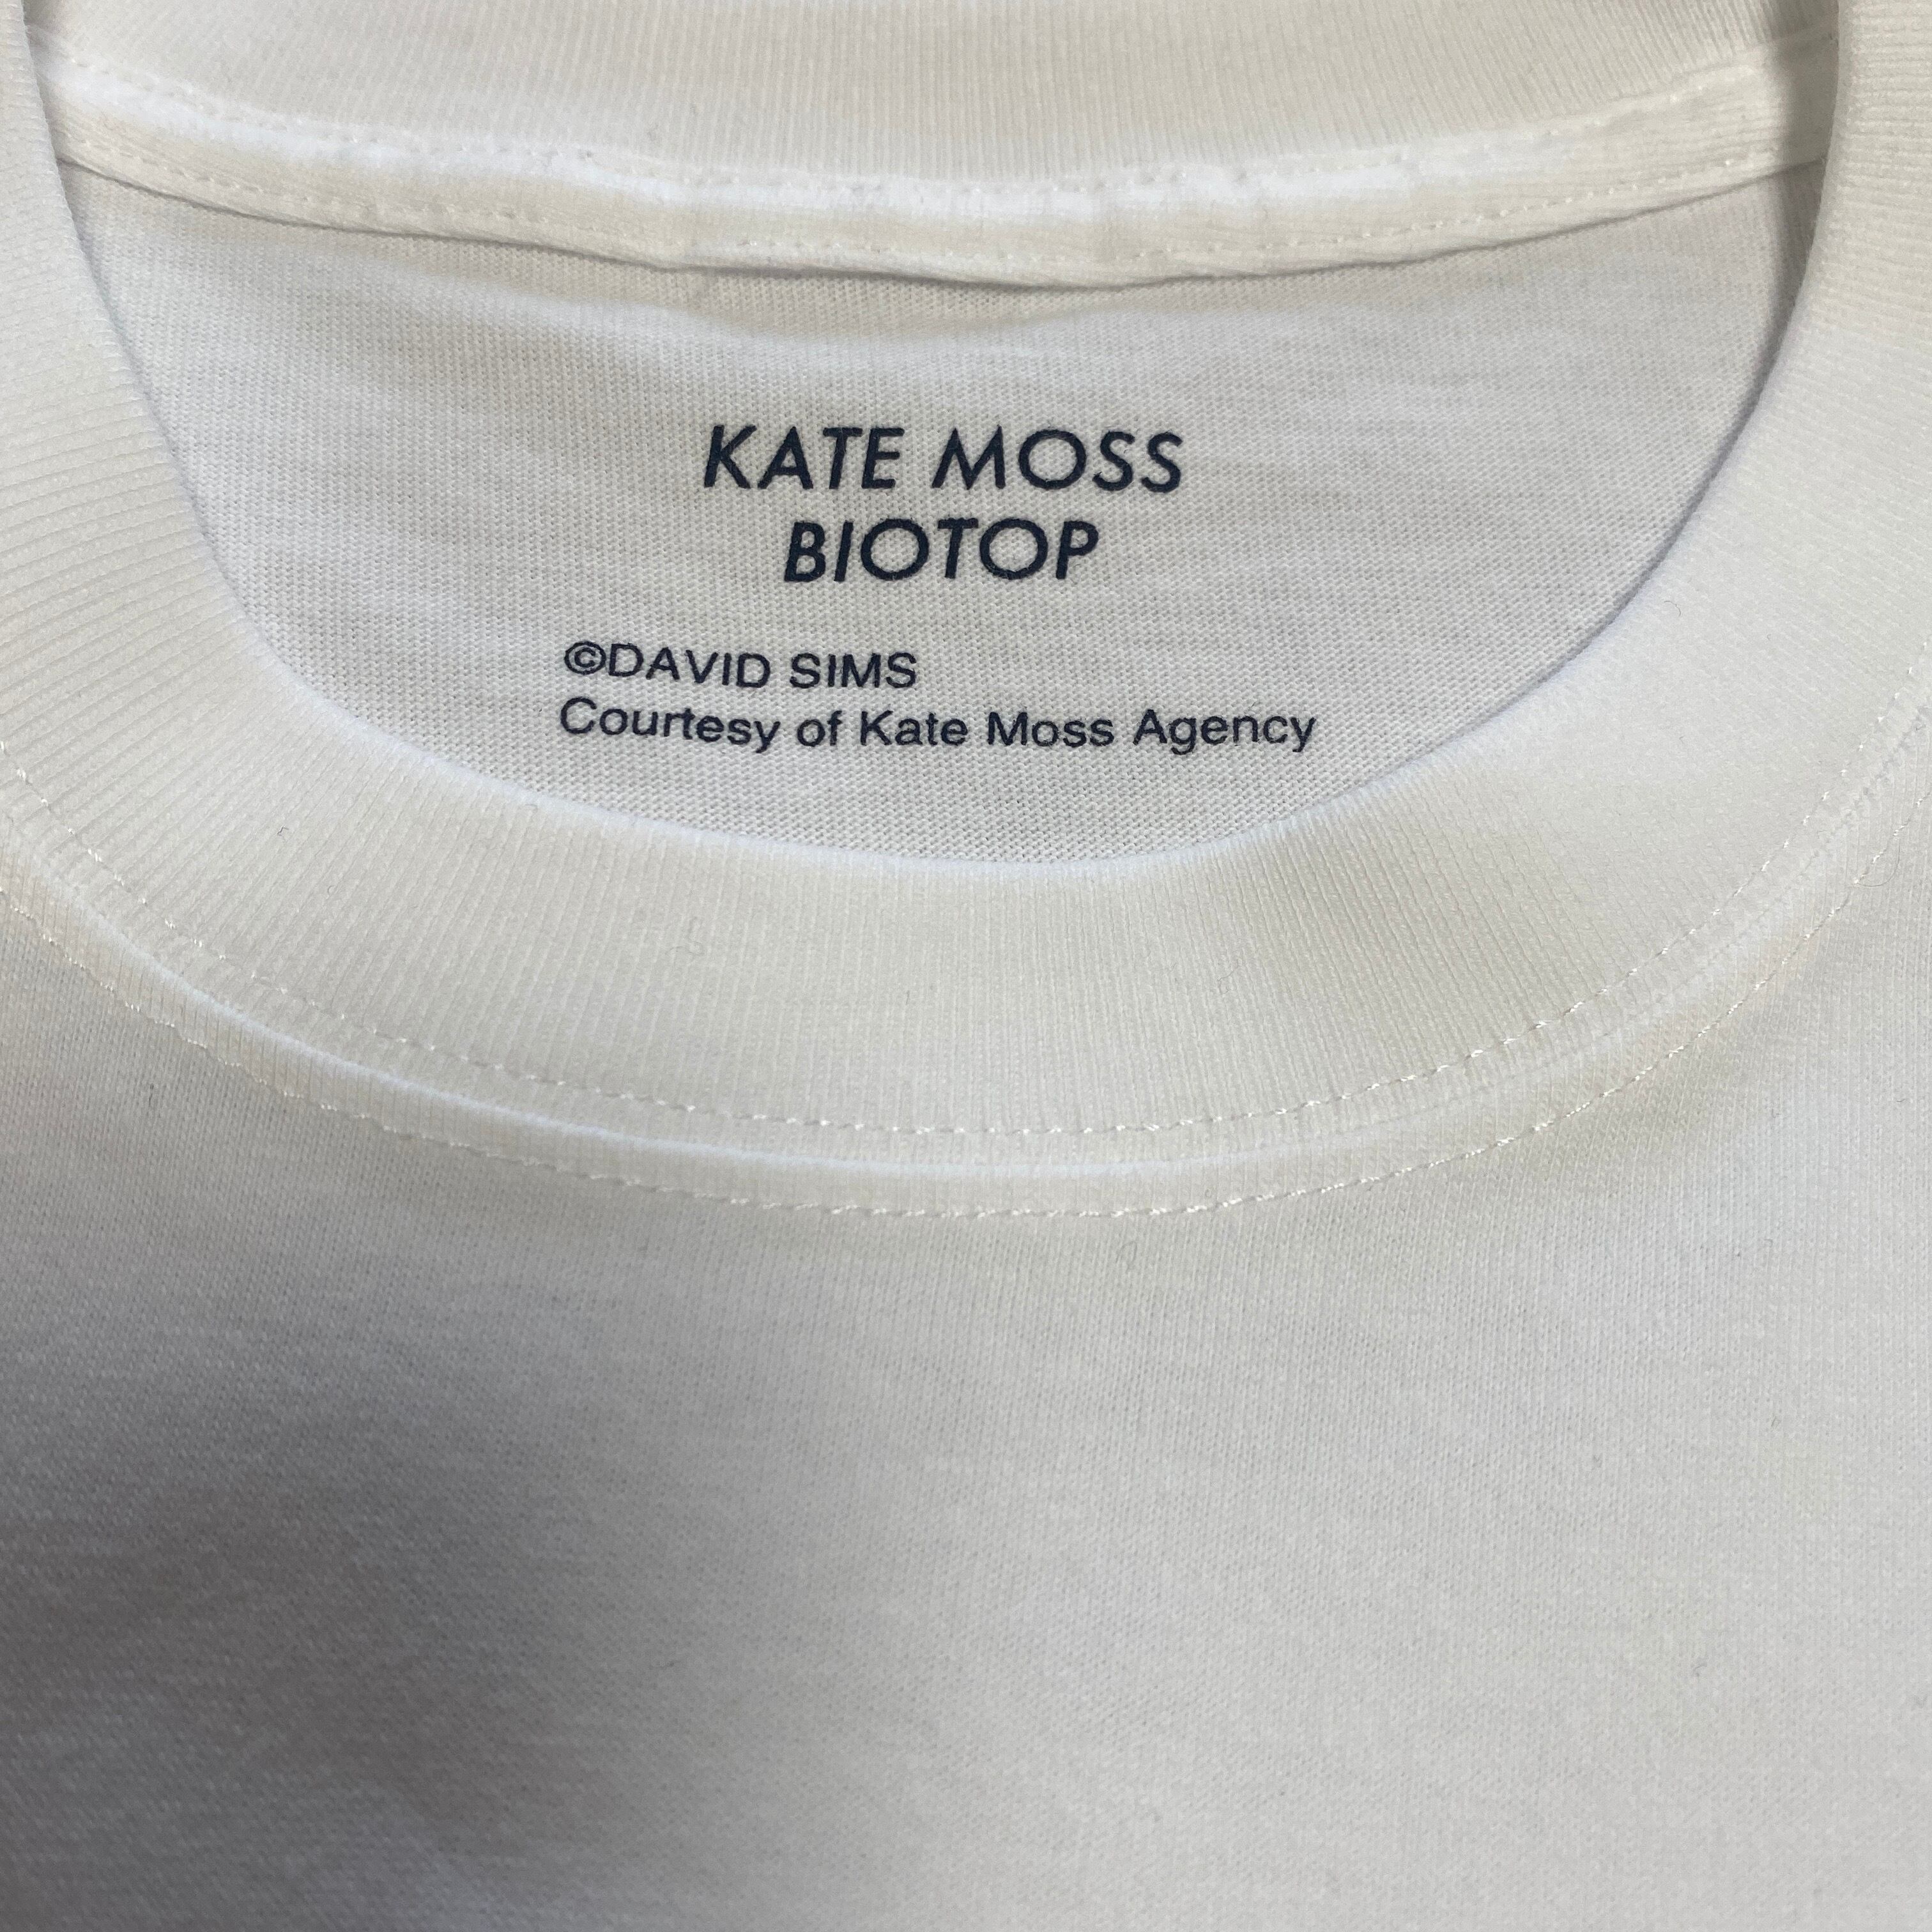 KATE MOSS
BIOTOP
©DAVID SIMS
Courtesy of Kate Moss Agency